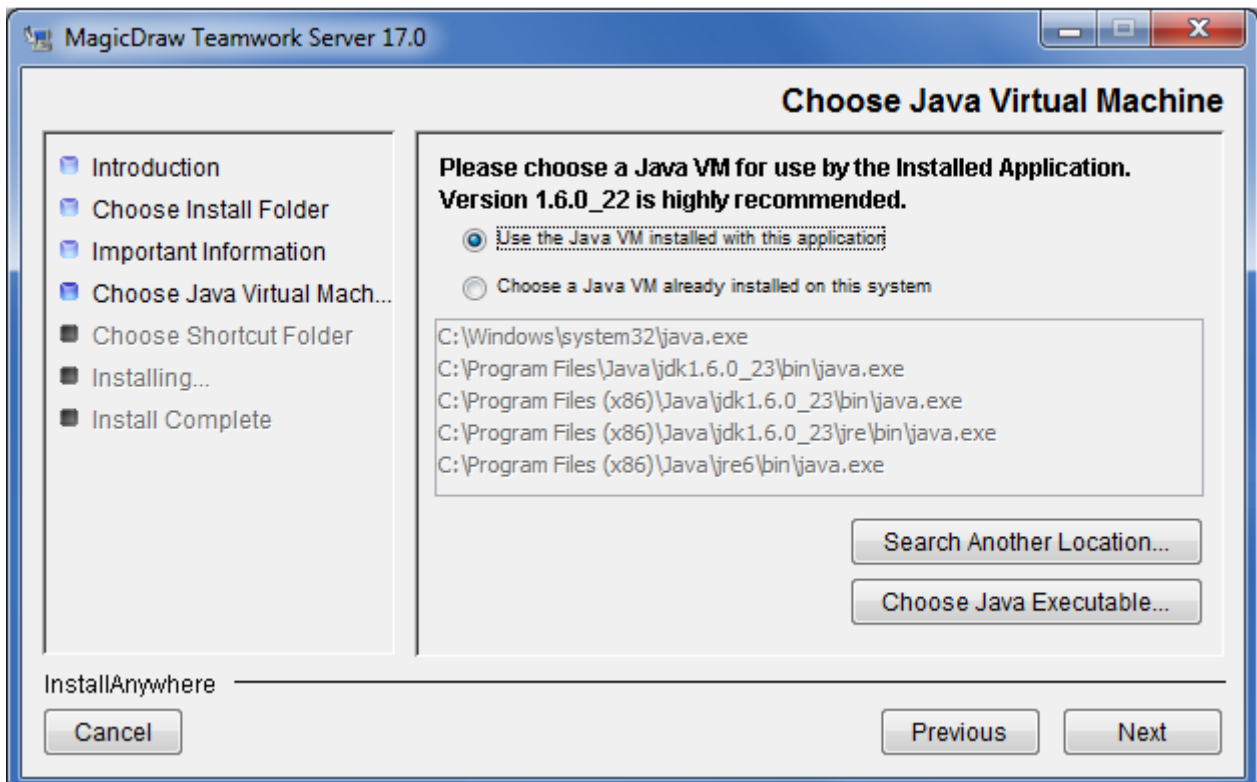 MagicDraw Teamwork Server 17.0
Choose Java Virtual Machine
Introduction
Choose Install Folder
Important Information
Choose Java Virtual Mach...
Choose Shortcut Folder
Installing...
Install Complete
Please choose a Java VM for use by the Installed Application.
Version 1.6.0_22 is highly recommended.
Use the Java VM installed with this application
Choose a Java VM already installed on this system
C:\Windows\system32\java.exe
C:\Program Files\Java\jdk1.6.0_23\bin\java.exe
C:\Program Files (x86)\Java\jdk1.6.0_23\bin\java.exe
C:\Program Files (x86)\Java\jdk1.6.0_23\jre\bin\java.exe
C:\Program Files (x86)\Java\jre6\bin\java.exe
Search Another Location...
Choose Java Executable...
InstallAnywhere
Cancel
Previous
Next